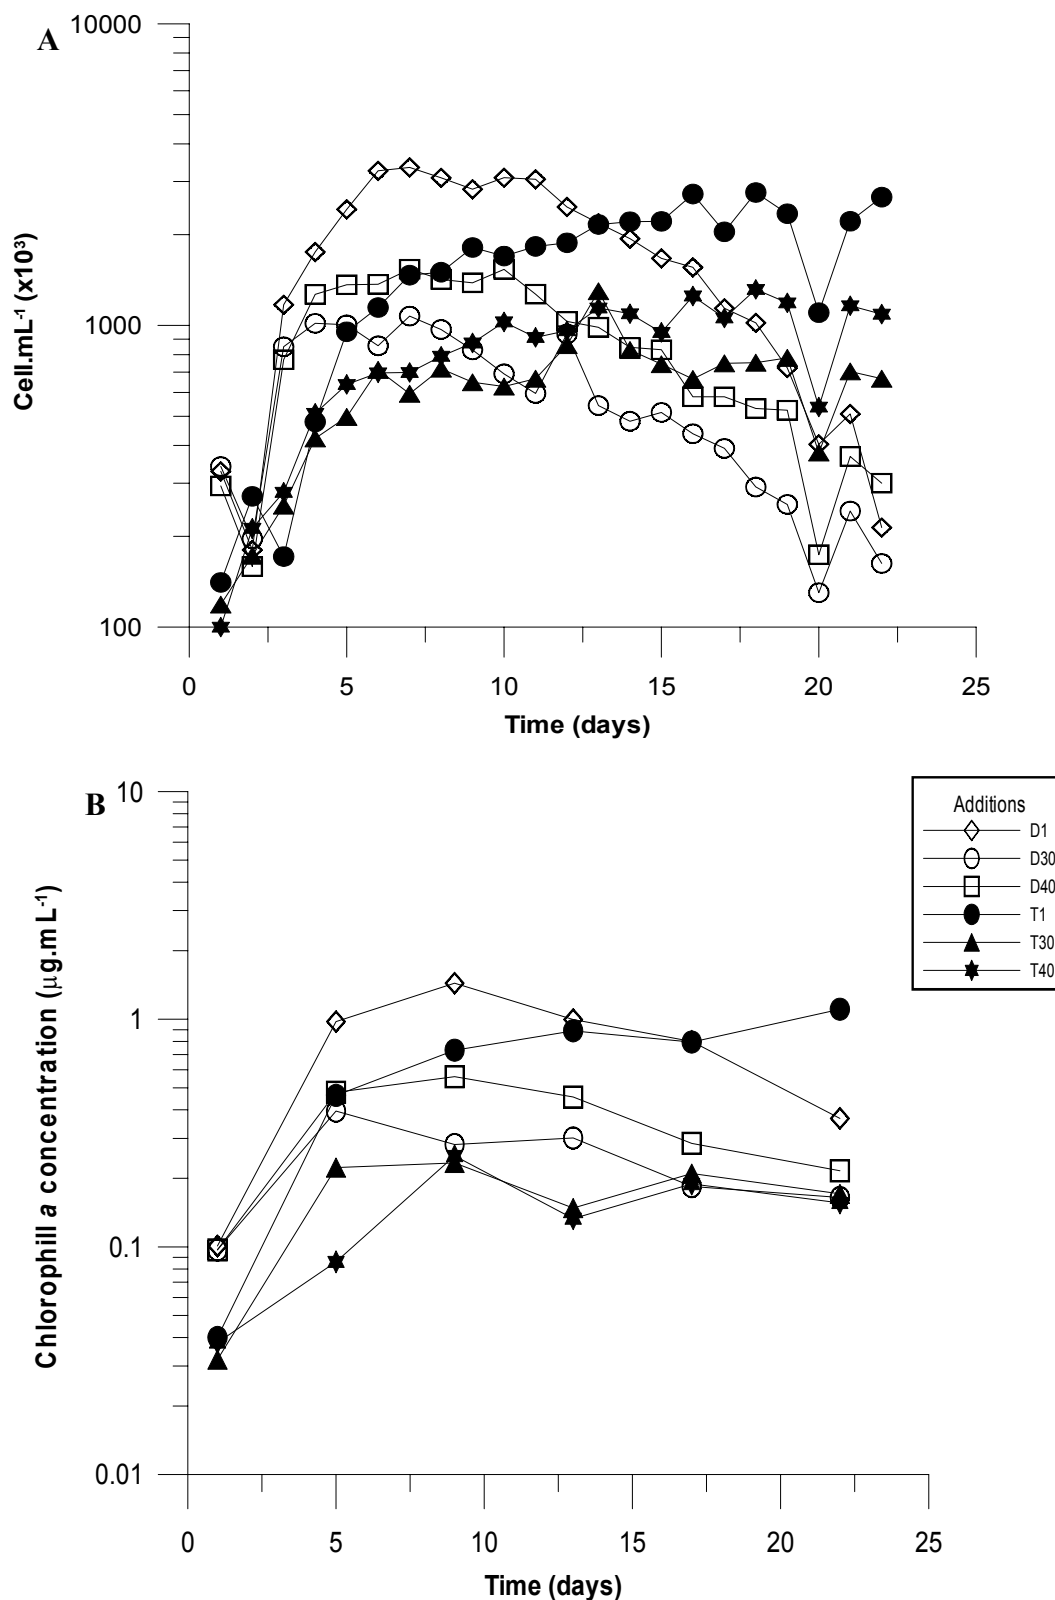 A
10000
1000
100
Cell.mL⁻¹ (x10³)
0 5 10 15 20 25
Time (days)
B
10
1
0.1
0.01
Chlorophill a concentration (µg.mL⁻¹)
0 5 10 15 20 25
Time (days)
Additions
D1
D30
D40
T1
T30
T40